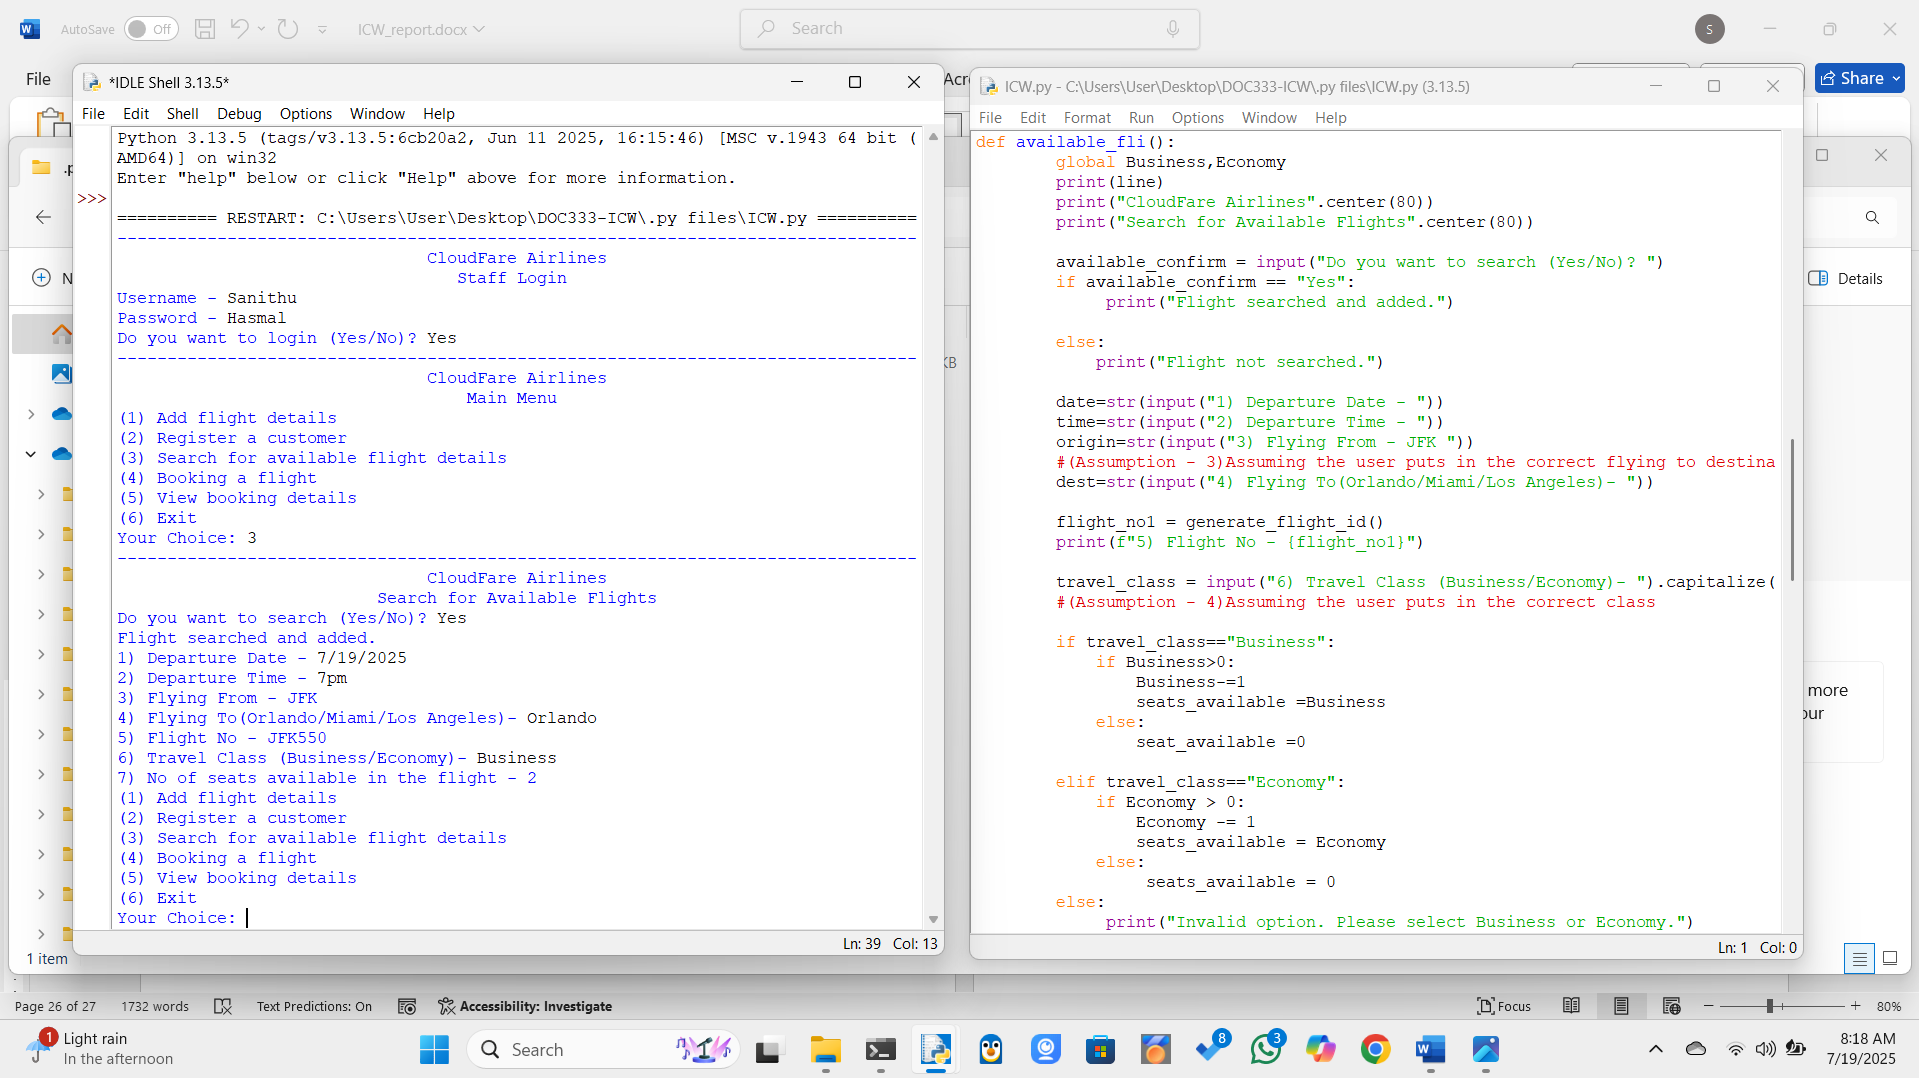 AutoSave Off ICW_report.docx Search S
File Share
*IDLE Shell 3.13.5*
File Edit Shell Debug Options Window Help
Python 3.13.5 (tags/v3.13.5:6cb20a2, Jun 11 2025, 16:15:46) [MSC v.1943 64 bit (
AMD64)] on win32
Enter "help" below or click "Help" above for more information.
>>>
========== RESTART: C:\Users\User\Desktop\DOC333-ICW\.py files\ICW.py ==========
--------------------------------------------------------------------------------
CloudFare Airlines
Staff Login
Username - Sanithu
Password - Hasmal
Do you want to login (Yes/No)? Yes
--------------------------------------------------------------------------------
CloudFare Airlines
Main Menu
(1) Add flight details
(2) Register a customer
(3) Search for available flight details
(4) Booking a flight
(5) View booking details
(6) Exit
Your Choice: 3
--------------------------------------------------------------------------------
CloudFare Airlines
Search for Available Flights
Do you want to search (Yes/No)? Yes
Flight searched and added.
1) Departure Date - 7/19/2025
2) Departure Time - 7pm
3) Flying From - JFK
4) Flying To(Orlando/Miami/Los Angeles)- Orlando
5) Flight No - JFK550
6) Travel Class (Business/Economy)- Business
7) No of seats available in the flight - 2
(1) Add flight details
(2) Register a customer
(3) Search for available flight details
(4) Booking a flight
(5) View booking details
(6) Exit
Your Choice:
Ln: 39 Col: 13
ICW.py - C:\Users\User\Desktop\DOC333-ICW\.py files\ICW.py (3.13.5)
File Edit Format Run Options Window Help
def available_fli():
global Business,Economy
print(line)
print("CloudFare Airlines".center(80))
print("Search for Available Flights".center(80))
available_confirm = input("Do you want to search (Yes/No)? ")
if available_confirm == "Yes":
print("Flight searched and added.")
else:
print("Flight not searched.")
date=str(input("1) Departure Date - "))
time=str(input("2) Departure Time - "))
origin=str(input("3) Flying From - JFK "))
#(Assumption - 3)Assuming the user puts in the correct flying to destina
dest=str(input("4) Flying To(Orlando/Miami/Los Angeles)- "))
flight_no1 = generate_flight_id()
print(f"5) Flight No - {flight_no1}")
travel_class = input("6) Travel Class (Business/Economy)- ").capitalize(
#(Assumption - 4)Assuming the user puts in the correct class
if travel_class=="Business":
if Business>0:
Business-=1
seats_available =Business
else:
seat_available =0
elif travel_class=="Economy":
if Economy > 0:
Economy -= 1
seats_available = Economy
else:
seats_available = 0
else:
print("Invalid option. Please select Business or Economy.")
Ln: 1 Col: 0
Details
more
KB
1 item
Page 26 of 27 1732 words Text Predictions: On Accessibility: Investigate Focus 80%
1 Light rain
In the afternoon
Search
8
3
8:18 AM
7/19/2025